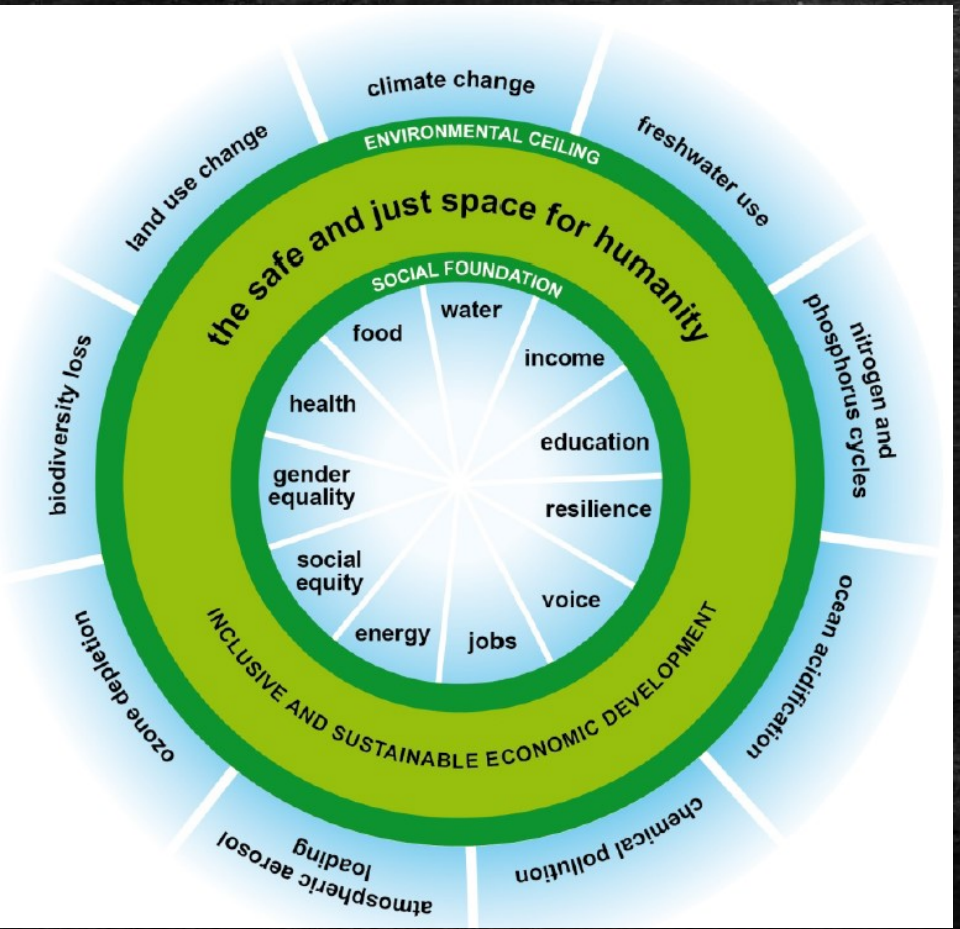 climate change
freshwater use
nitrogen and
phosphorus cycles
ocean acidification
chemical pollution
atmospheric aerosol
loading
ozone depletion
biodiversity loss
land use change
ENVIRONMENTAL CEILING
the safe and just space for humanity
SOCIAL FOUNDATION
water
income
education
resilience
voice
jobs
energy
social
equity
gender
equality
health
food
INCLUSIVE AND SUSTAINABLE ECONOMIC DEVELOPMENT